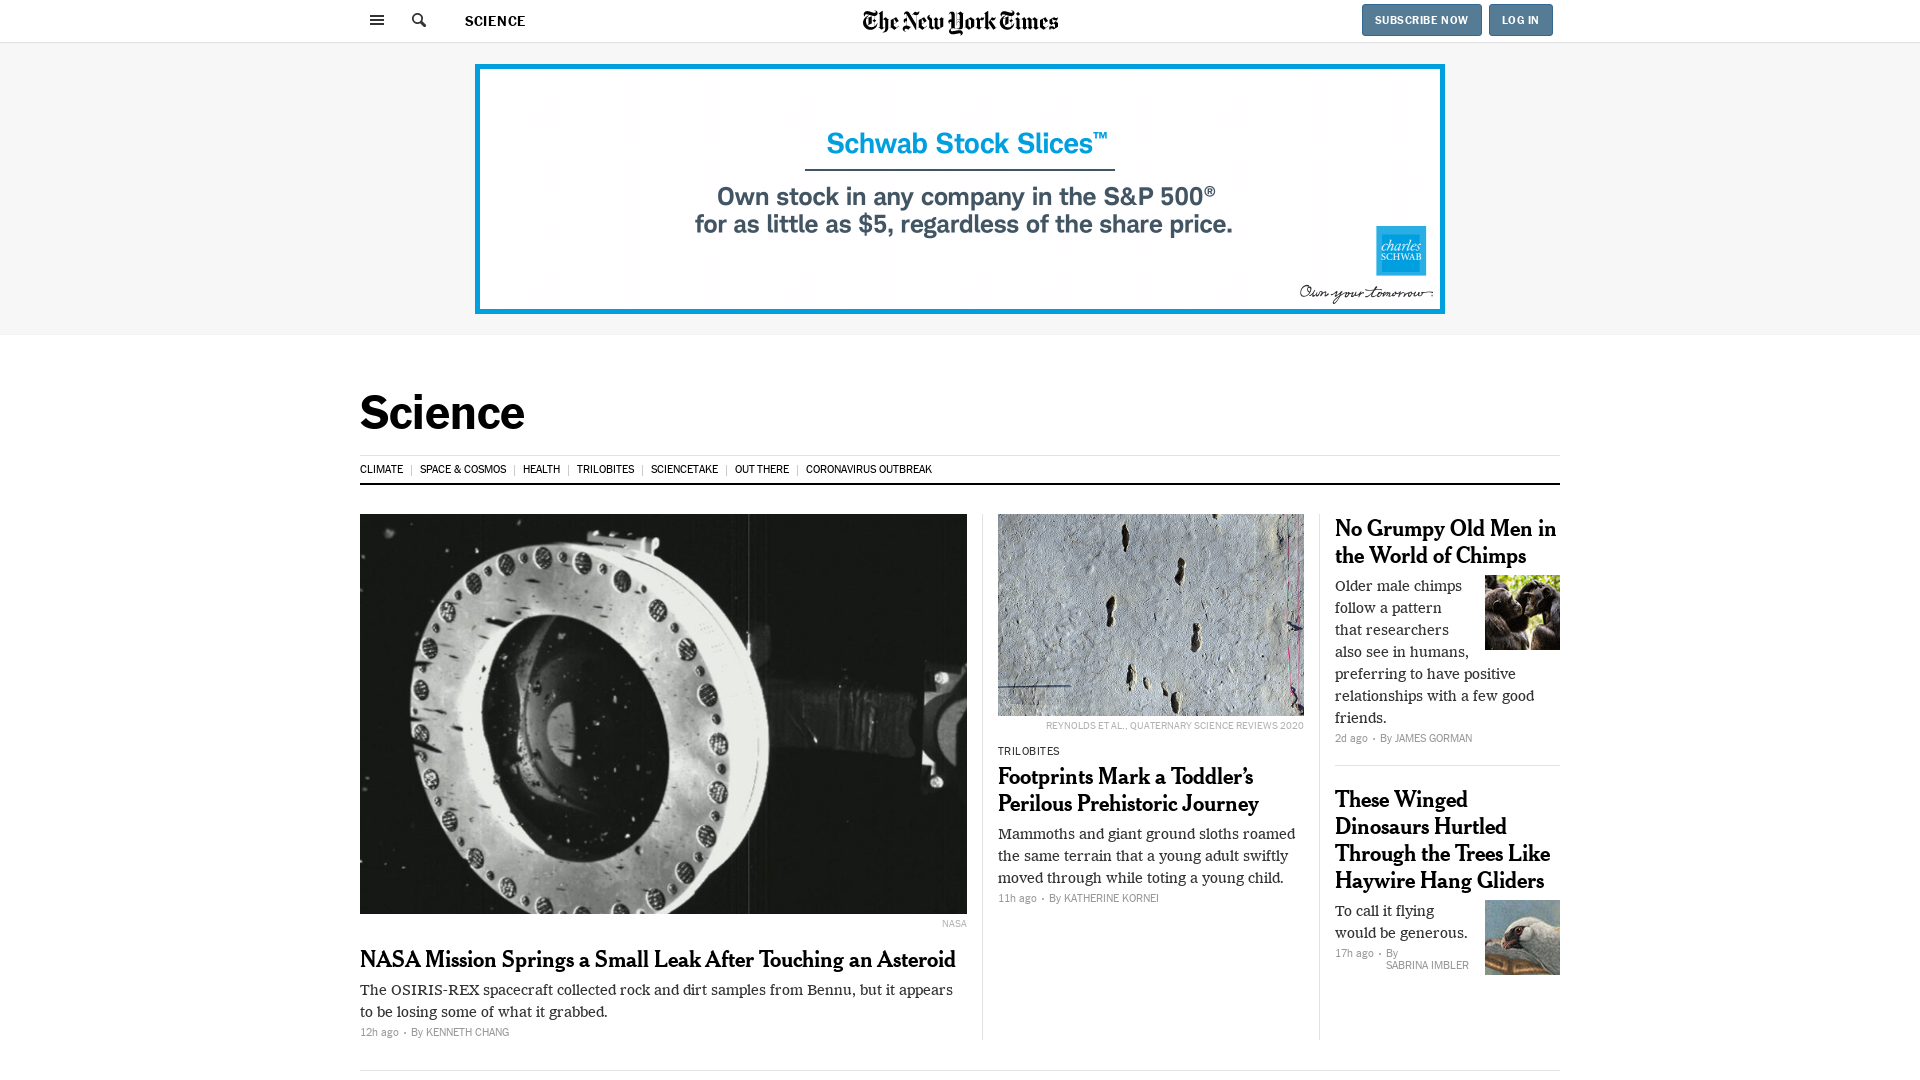 SCIENCE
The New York Times
SUBSCRIBE NOW
LOG IN
Schwab Stock Slices™
Own stock in any company in the S&P 500®
for as little as $5, regardless of the share price.
charles
SCHWAB
Own your tomorrow.
Science
CLIMATE
SPACE & COSMOS
HEALTH
TRILOBITES
SCIENCETAKE
OUT THERE
CORONAVIRUS OUTBREAK
NASA
NASA Mission Springs a Small Leak After Touching an Asteroid
The OSIRIS-REX spacecraft collected rock and dirt samples from Bennu, but it appears
to be losing some of what it grabbed.
12h ago • By KENNETH CHANG
REYNOLDS ET AL., QUATERNARY SCIENCE REVIEWS 2020
TRILOBITES
Footprints Mark a Toddler’s
Perilous Prehistoric Journey
Mammoths and giant ground sloths roamed
the same terrain that a young adult swiftly
moved through while toting a young child.
11h ago • By KATHERINE KORNEI
No Grumpy Old Men in
the World of Chimps
Older male chimps
follow a pattern
that researchers
also see in humans,
preferring to have positive
relationships with a few good
friends.
2d ago • By JAMES GORMAN
These Winged
Dinosaurs Hurtled
Through the Trees Like
Haywire Hang Gliders
To call it flying
would be generous.
17h ago • By
SABRINA IMBLER